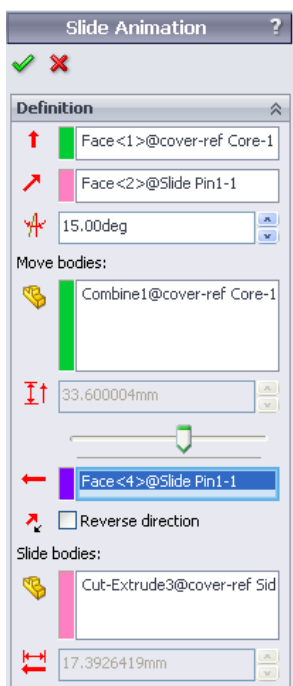 Slide Animation ?
Definition
Face<1>@cover-ref Core-1
Face<2>@Slide Pin1-1
15.00deg
Move bodies:
Combine1@cover-ref Core-1
33.600004mm
Face<4>@Slide Pin1-1
Reverse direction
Slide bodies:
Cut-Extrude3@cover-ref Sid
17.3926419mm